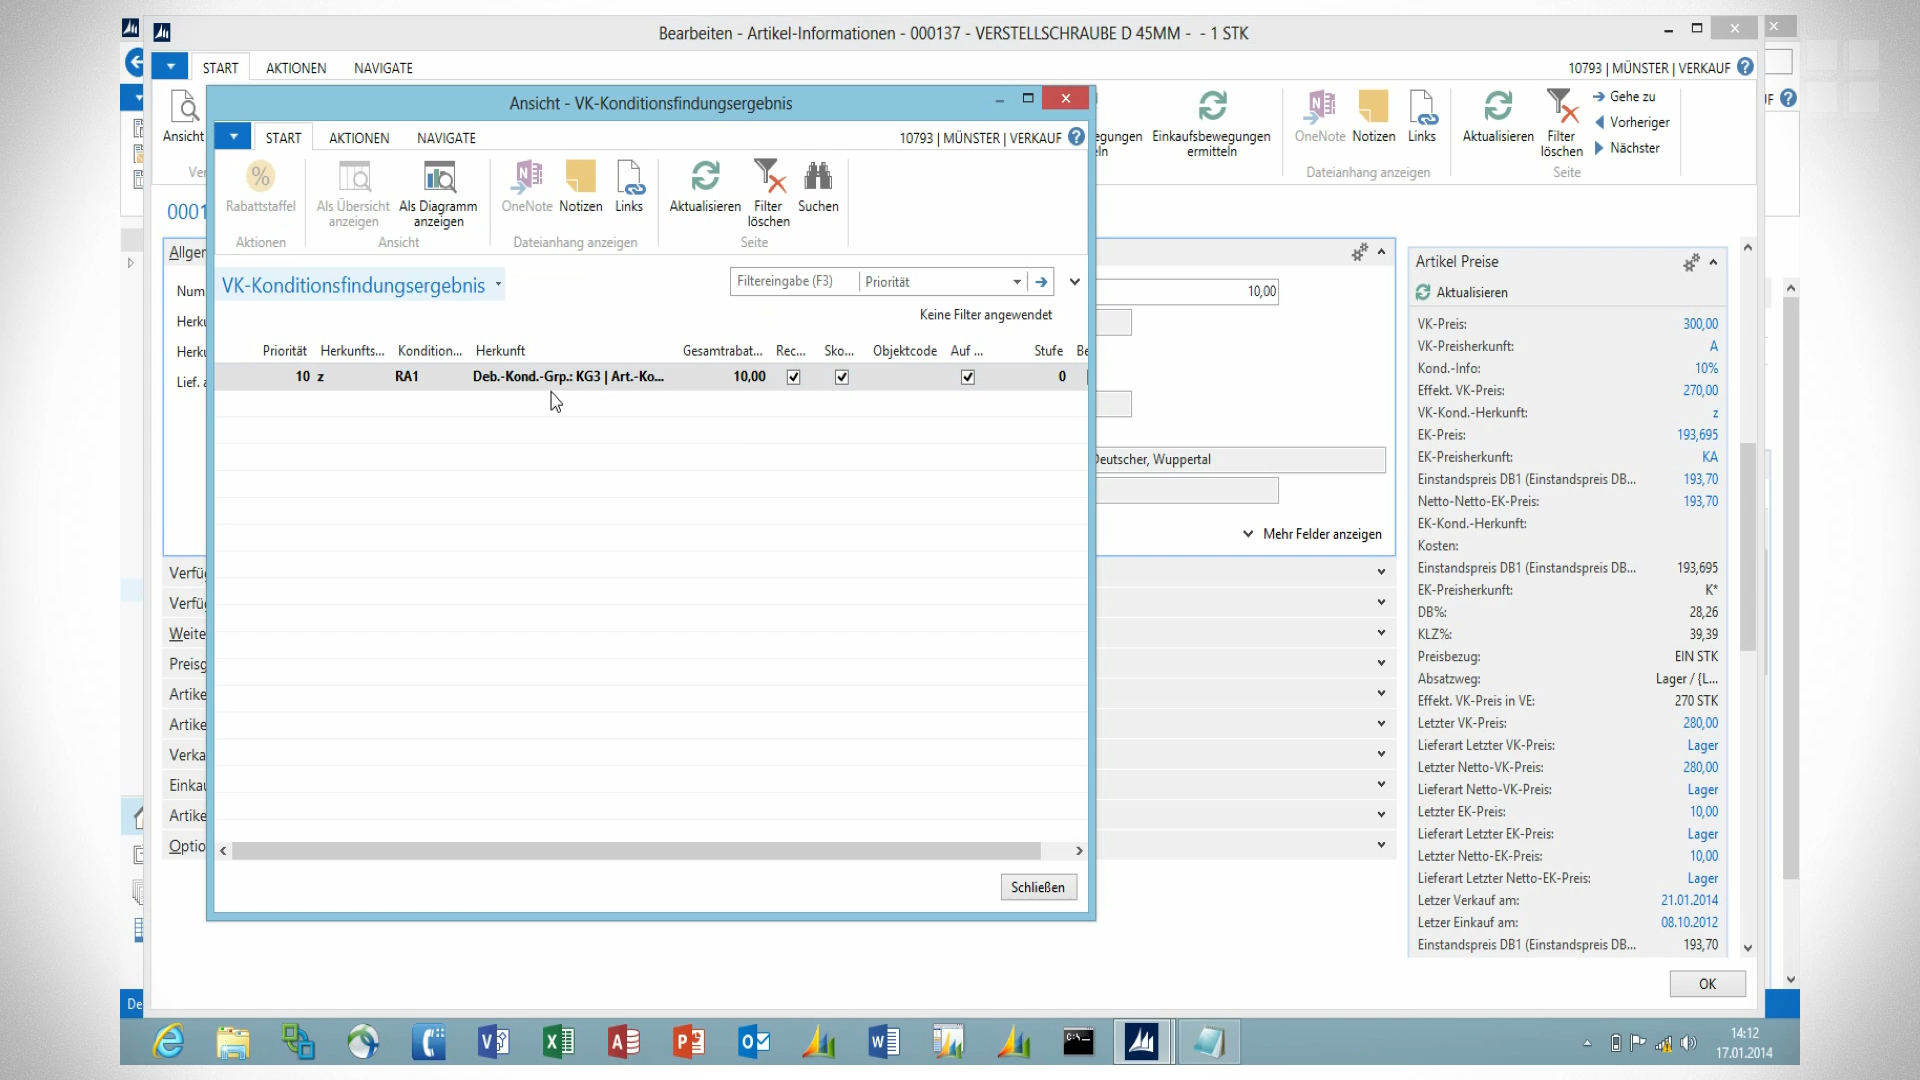 Bearbeiten - Artikel-Informationen - 000137 - VERSTELLSCHRAUBE D 45MM - - 1 STK
START AKTIONEN NAVIGATE
10793 | MÜNSTER | VERKAUF
Ansicht
Einkaufsbewegungen ermitteln
OneNote Notizen Links
Dateianhang anzeigen
Aktualisieren
Filter löschen
Gehe zu
Vorheriger
Nächster
Seite
Ansicht - VK-Konditionsfindungsergebnis
START AKTIONEN NAVIGATE
10793 | MÜNSTER | VERKAUF
Rabattstaffel
Aktionen
Als Übersicht anzeigen
Als Diagramm anzeigen
Ansicht
OneNote Notizen Links
Dateianhang anzeigen
Aktualisieren
Filter löschen
Suchen
Seite
VK-Konditionsfindungsergebnis
Filtereingabe (F3) Priorität
Keine Filter angewendet
Priorität Herkunfts... Kondition... Herkunft Gesamtrabat... Rec... Sko... Objektcode Auf ... Stufe Be
10 z RA1 Deb.-Kond.-Grp.: KG3 | Art.-Ko... 10,00 0
Schließen
10,00
Deutscher, Wuppertal
Mehr Felder anzeigen
Artikel Preise
Aktualisieren
VK-Preis: 300,00
VK-Preisherkunft: A
Kond.-Info: 10%
Effekt. VK-Preis: 270,00
VK-Kond.-Herkunft: z
EK-Preis: 193,695
EK-Preisherkunft: KA
Einstandspreis DB1 (Einstandspreis DB... 193,70
Netto-Netto-EK-Preis: 193,70
EK-Kond.-Herkunft:
Kosten:
Einstandspreis DB1 (Einstandspreis DB... 193,695
EK-Preisherkunft: K*
DB%: 28,26
KLZ%: 39,39
Preisbezug: EIN STK
Absatzweg: Lager / {L...
Effekt. VK-Preis in VE: 270 STK
Letzter VK-Preis: 280,00
Lieferart Letzter VK-Preis: Lager
Letzter Netto-VK-Preis: 280,00
Lieferart Netto-VK-Preis: Lager
Letzter EK-Preis: 10,00
Lieferart Letzter EK-Preis: Lager
Letzter Netto-EK-Preis: 10,00
Lieferart Letzter Netto-EK-Preis: Lager
Letzer Verkauf am: 21.01.2014
Letzer Einkauf am: 08.10.2012
Einstandspreis DB1 (Einstandspreis DB... 193,70
OK
14:12
17.01.2014